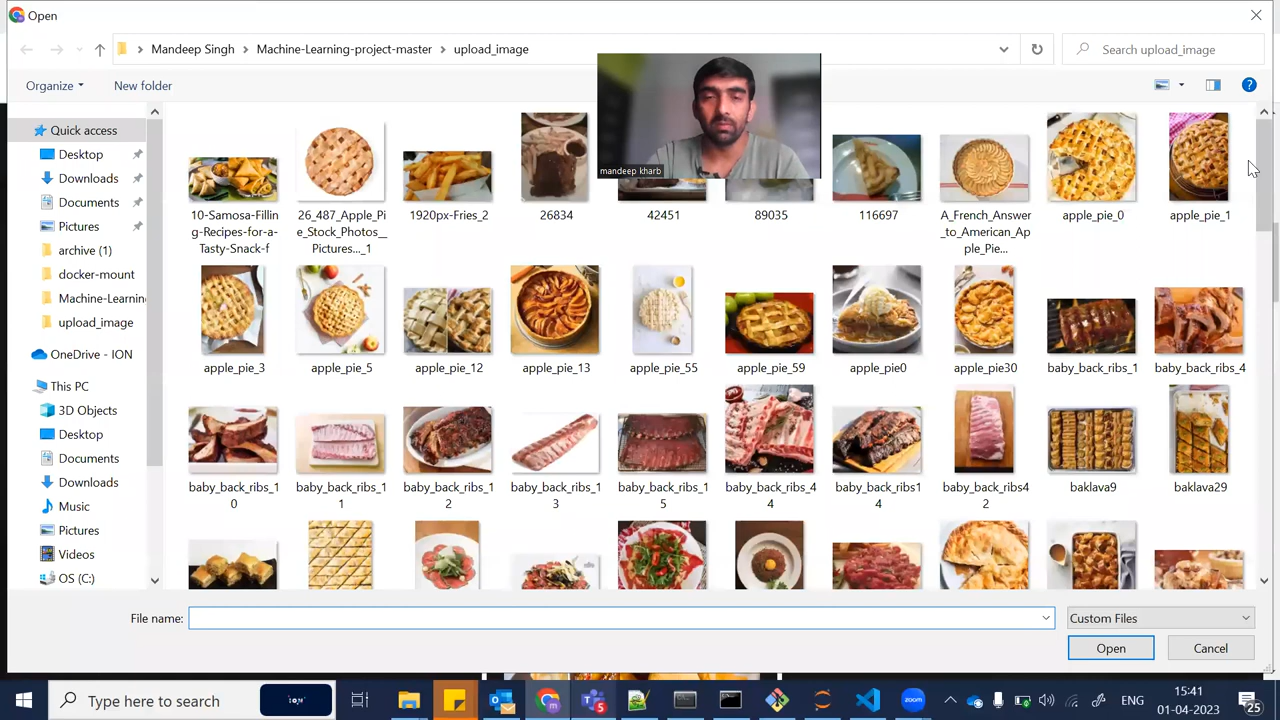 Open
Mandeep Singh
Machine-Learning-project-master
upload_image
Search upload_image
Organize
New folder
Quick access
Desktop
Downloads
Documents
Pictures
archive (1)
docker-mount
Machine-Learning
upload_image
OneDrive - ION
This PC
3D Objects
Desktop
Documents
Downloads
Music
Pictures
Videos
OS (C:)
mandeep kharb
10-Samosa-Fillin
g-Recipes-for-a-
Tasty-Snack-f
26_487_Apple_Pi
e_Stock_Photos__
Pictures..._1
1920px-Fries_2
26834
42451
89035
116697
A_French_Answer
_to_American_Ap
ple_Pie...
apple_pie_0
apple_pie_1
apple_pie_3
apple_pie_5
apple_pie_12
apple_pie_13
apple_pie_55
apple_pie_59
apple_pie0
apple_pie30
baby_back_ribs_1
baby_back_ribs_4
baby_back_ribs_1
0
baby_back_ribs_1
1
baby_back_ribs_1
2
baby_back_ribs_1
3
baby_back_ribs_1
5
baby_back_ribs_4
4
baby_back_ribs1
4
baby_back_ribs4
2
baklava9
baklava29
File name:
Custom Files
Open
Cancel
Type here to search
ION
ENG
15:41
01-04-2023
zoom
25